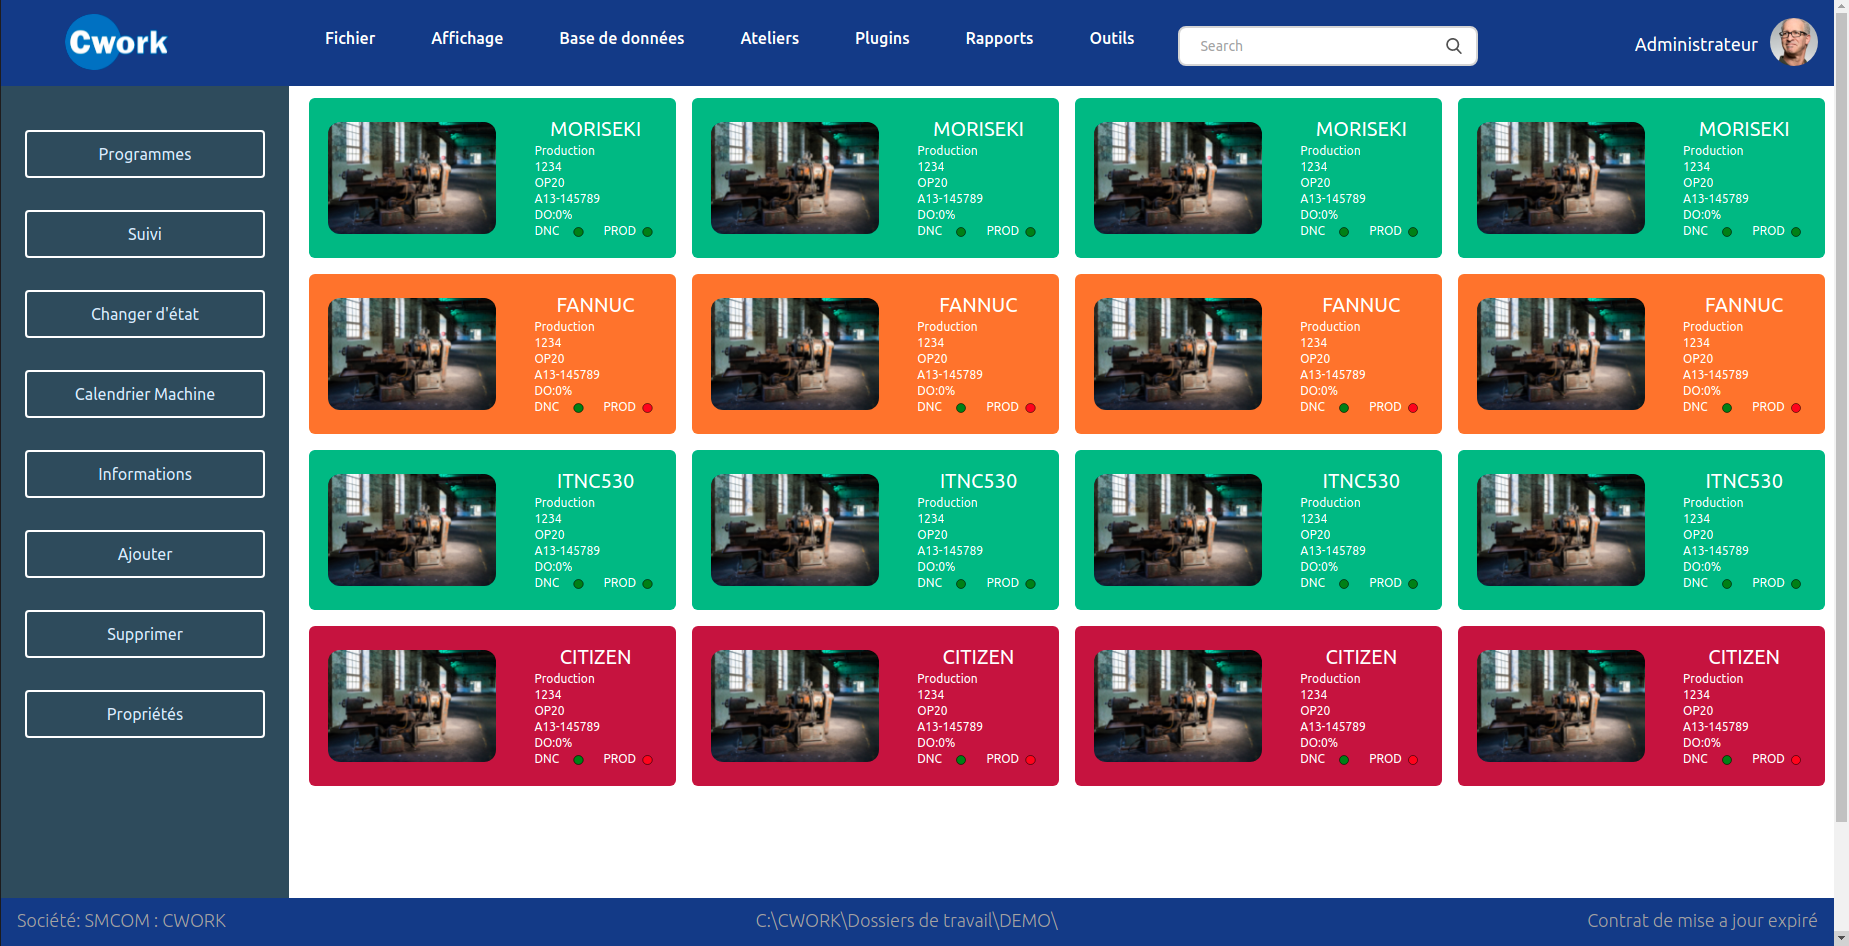 Cwork
Fichier Affichage Base de données Ateliers Plugins Rapports Outils
Search
Administrateur
Programmes
Suivi
Changer d'état
Calendrier Machine
Informations
Ajouter
Supprimer
Propriétés
MORISEKI
Production
1234
OP20
A13-145789
DO:0%
DNC PROD
MORISEKI
Production
1234
OP20
A13-145789
DO:0%
DNC PROD
MORISEKI
Production
1234
OP20
A13-145789
DO:0%
DNC PROD
MORISEKI
Production
1234
OP20
A13-145789
DO:0%
DNC PROD
FANNUC
Production
1234
OP20
A13-145789
DO:0%
DNC PROD
FANNUC
Production
1234
OP20
A13-145789
DO:0%
DNC PROD
FANNUC
Production
1234
OP20
A13-145789
DO:0%
DNC PROD
FANNUC
Production
1234
OP20
A13-145789
DO:0%
DNC PROD
ITNC530
Production
1234
OP20
A13-145789
DO:0%
DNC PROD
ITNC530
Production
1234
OP20
A13-145789
DO:0%
DNC PROD
ITNC530
Production
1234
OP20
A13-145789
DO:0%
DNC PROD
ITNC530
Production
1234
OP20
A13-145789
DO:0%
DNC PROD
CITIZEN
Production
1234
OP20
A13-145789
DO:0%
DNC PROD
CITIZEN
Production
1234
OP20
A13-145789
DO:0%
DNC PROD
CITIZEN
Production
1234
OP20
A13-145789
DO:0%
DNC PROD
CITIZEN
Production
1234
OP20
A13-145789
DO:0%
DNC PROD
Société: SMCOM : CWORK
C:\CWORK\Dossiers de travail\DEMO\
Contrat de mise a jour expiré